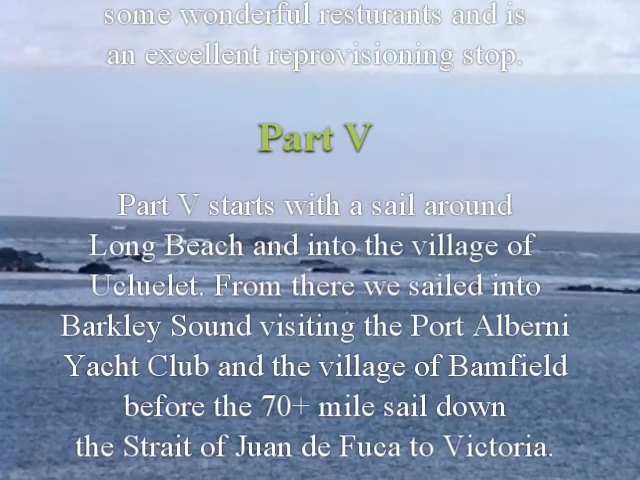 some wonderful resturants and is
an excellent reprovisioning stop.
Part V
Part V starts with a sail around
Long Beach and into the village of
Ucluelet. From there we sailed into
Barkley Sound visiting the Port Alberni
Yacht Club and the village of Bamfield
before the 70+ mile sail down
the Strait of Juan de Fuca to Victoria.